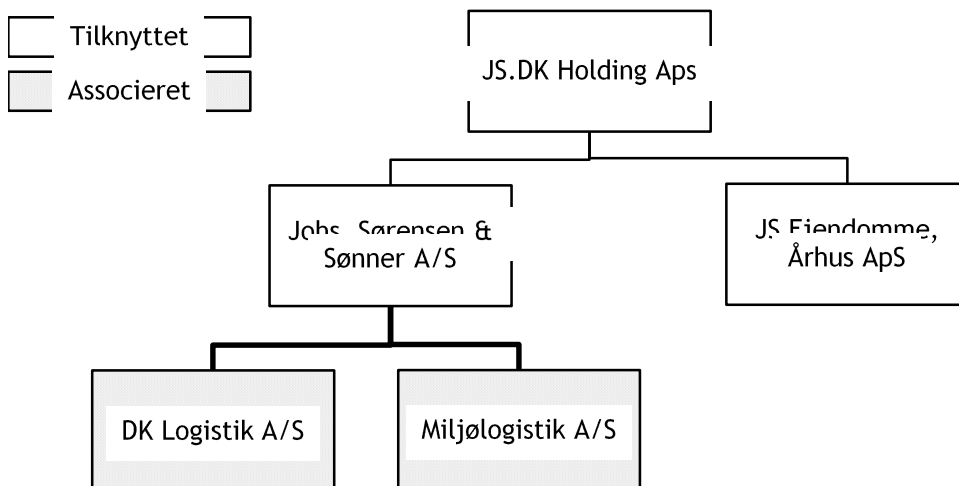 Tilknyttet
Associeret
JS.DK Holding Aps
Johs. Sørensen &
Sønner A/S
JS Ejendomme,
Århus ApS
DK Logistik A/S
Miljølogistik A/S